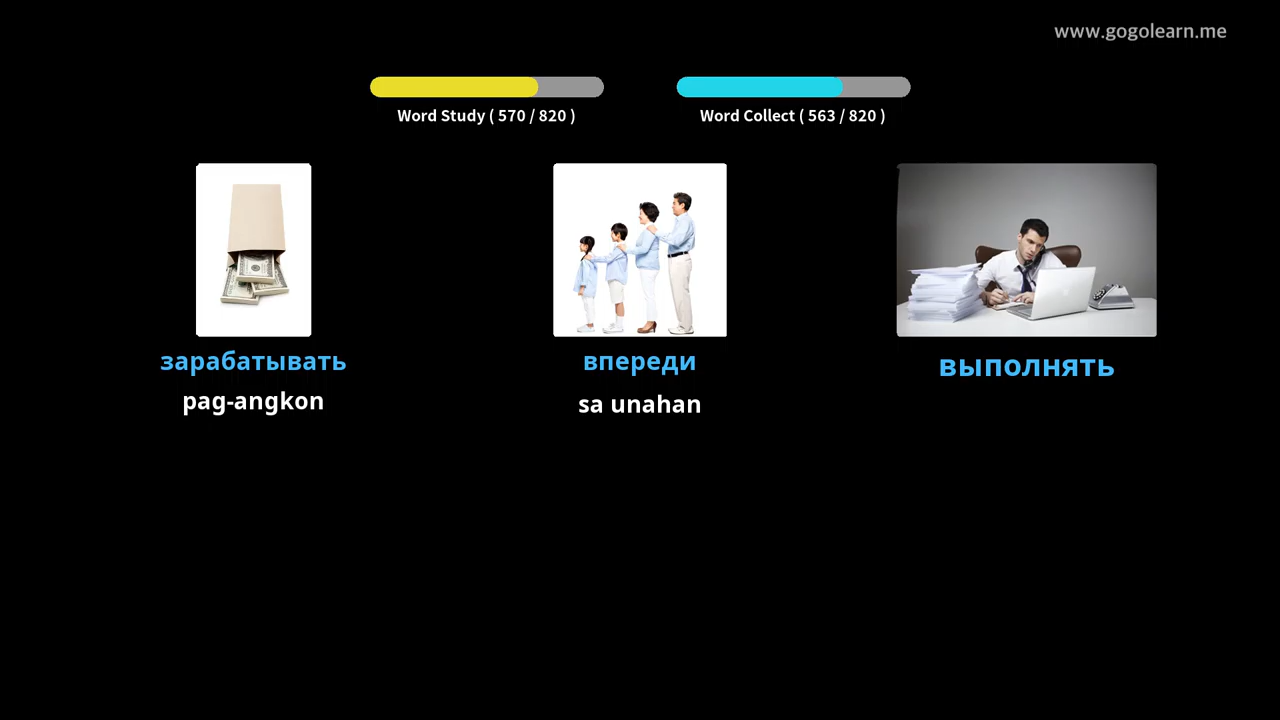 www.gogolearn.me
Word Study ( 570 / 820 )
Word Collect ( 563 / 820 )
зарабатывать
pag-angkon
впереди
sa unahan
выполнять